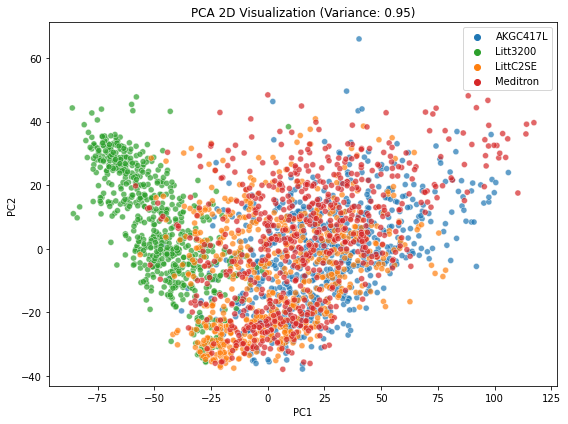 PCA 2D Visualization (Variance: 0.95)
AKGC417L
Litt3200
LittC2SE
Meditron
PC2
60
40
20
0
−20
−40
−75
−50
−25
0
25
50
75
100
125
PC1